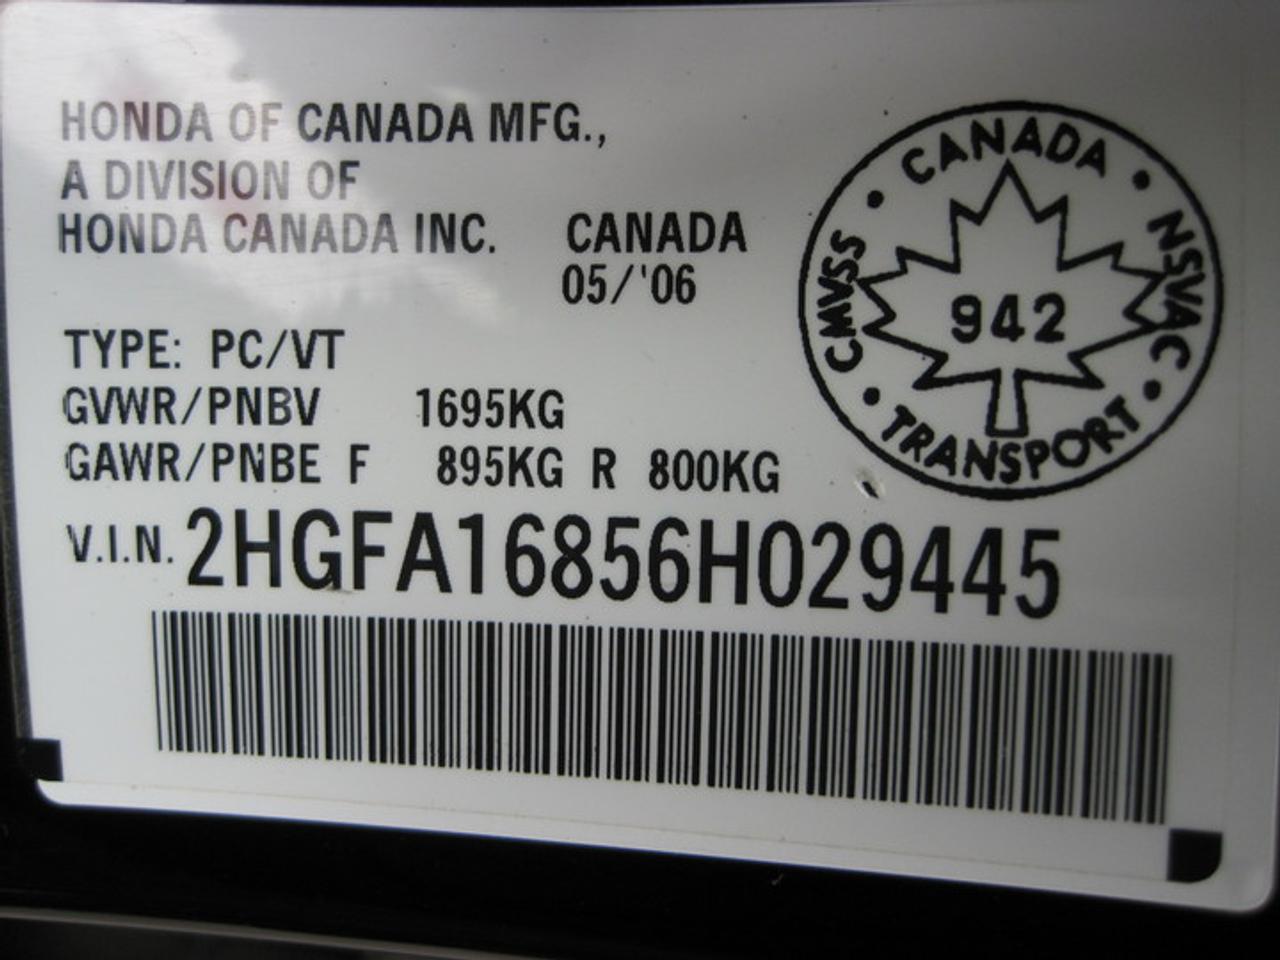 HONDA OF CANADA MFG.,
A DIVISION OF
HONDA CANADA INC. CANADA
05/'06
TYPE: PC/VT
GVWR/PNBV 1695KG
GAWR/PNBE F 895KG R 800KG
V.I.N. 2HGFA16856H029445
CANADA
NSVAC
TRANSPORT
CMVSS
942